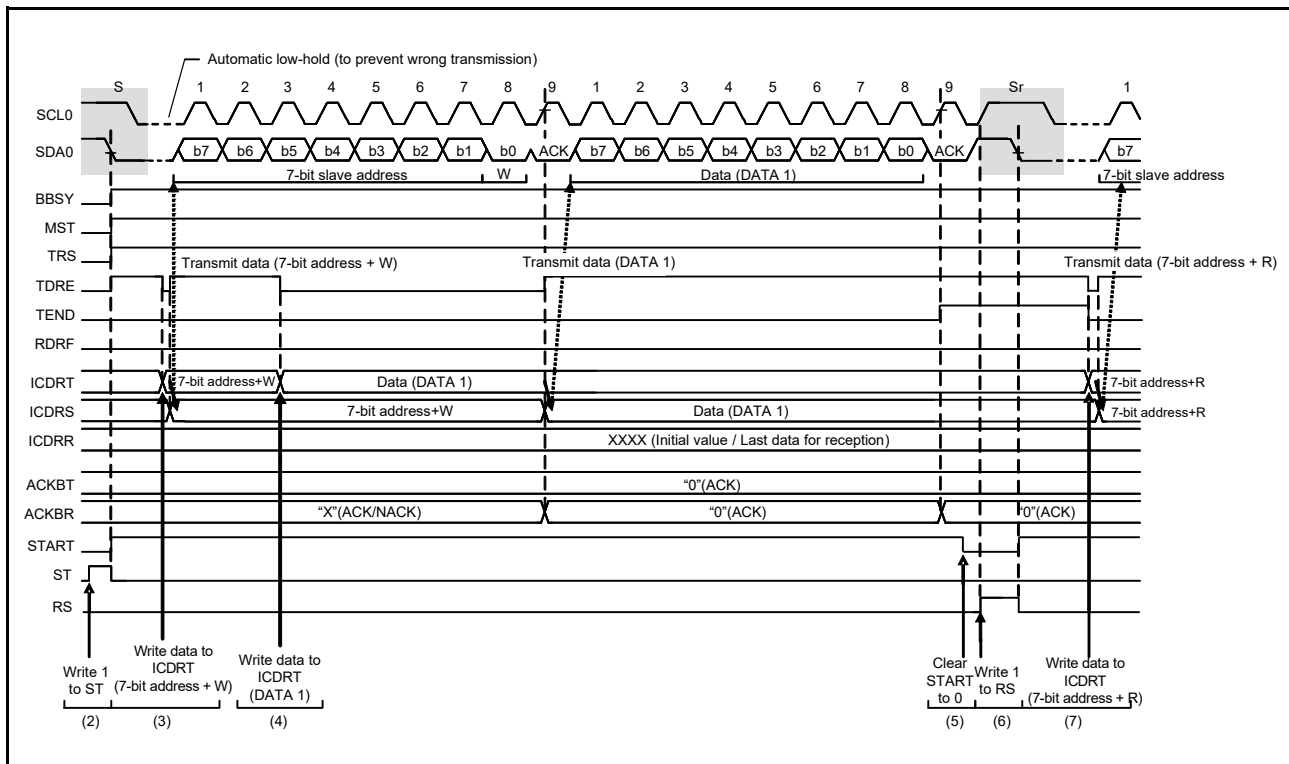 Automatic low-hold (to prevent wrong transmission)
S 1 2 3 4 5 6 7 8 9 1 2 3 4 5 6 7 8 9 Sr 1
SCL0
SDA0 b7 b6 b5 b4 b3 b2 b1 b0 ACK b7 b6 b5 b4 b3 b2 b1 b0 ACK b7
7-bit slave address W Data (DATA 1) 7-bit slave address
BBSY
MST
TRS
Transmit data (7-bit address + W) Transmit data (DATA 1) Transmit data (7-bit address + R)
TDRE
TEND
RDRF
ICDRT 7-bit address+W Data (DATA 1) 7-bit address+R
ICDRS 7-bit address+W Data (DATA 1) 7-bit address+R
ICDRR XXXX (Initial value / Last data for reception)
ACKBT "0"(ACK)
ACKBR "X"(ACK/NACK) "0"(ACK) "0"(ACK)
START
ST
RS
Write 1
to ST
Write data to
ICDRT
(7-bit address + W)
Write data to
ICDRT
(DATA 1)
Clear
START
to 0
Write 1
to RS
Write data to
ICDRT
(7-bit address + R)
(2) (3) (4) (5) (6) (7)